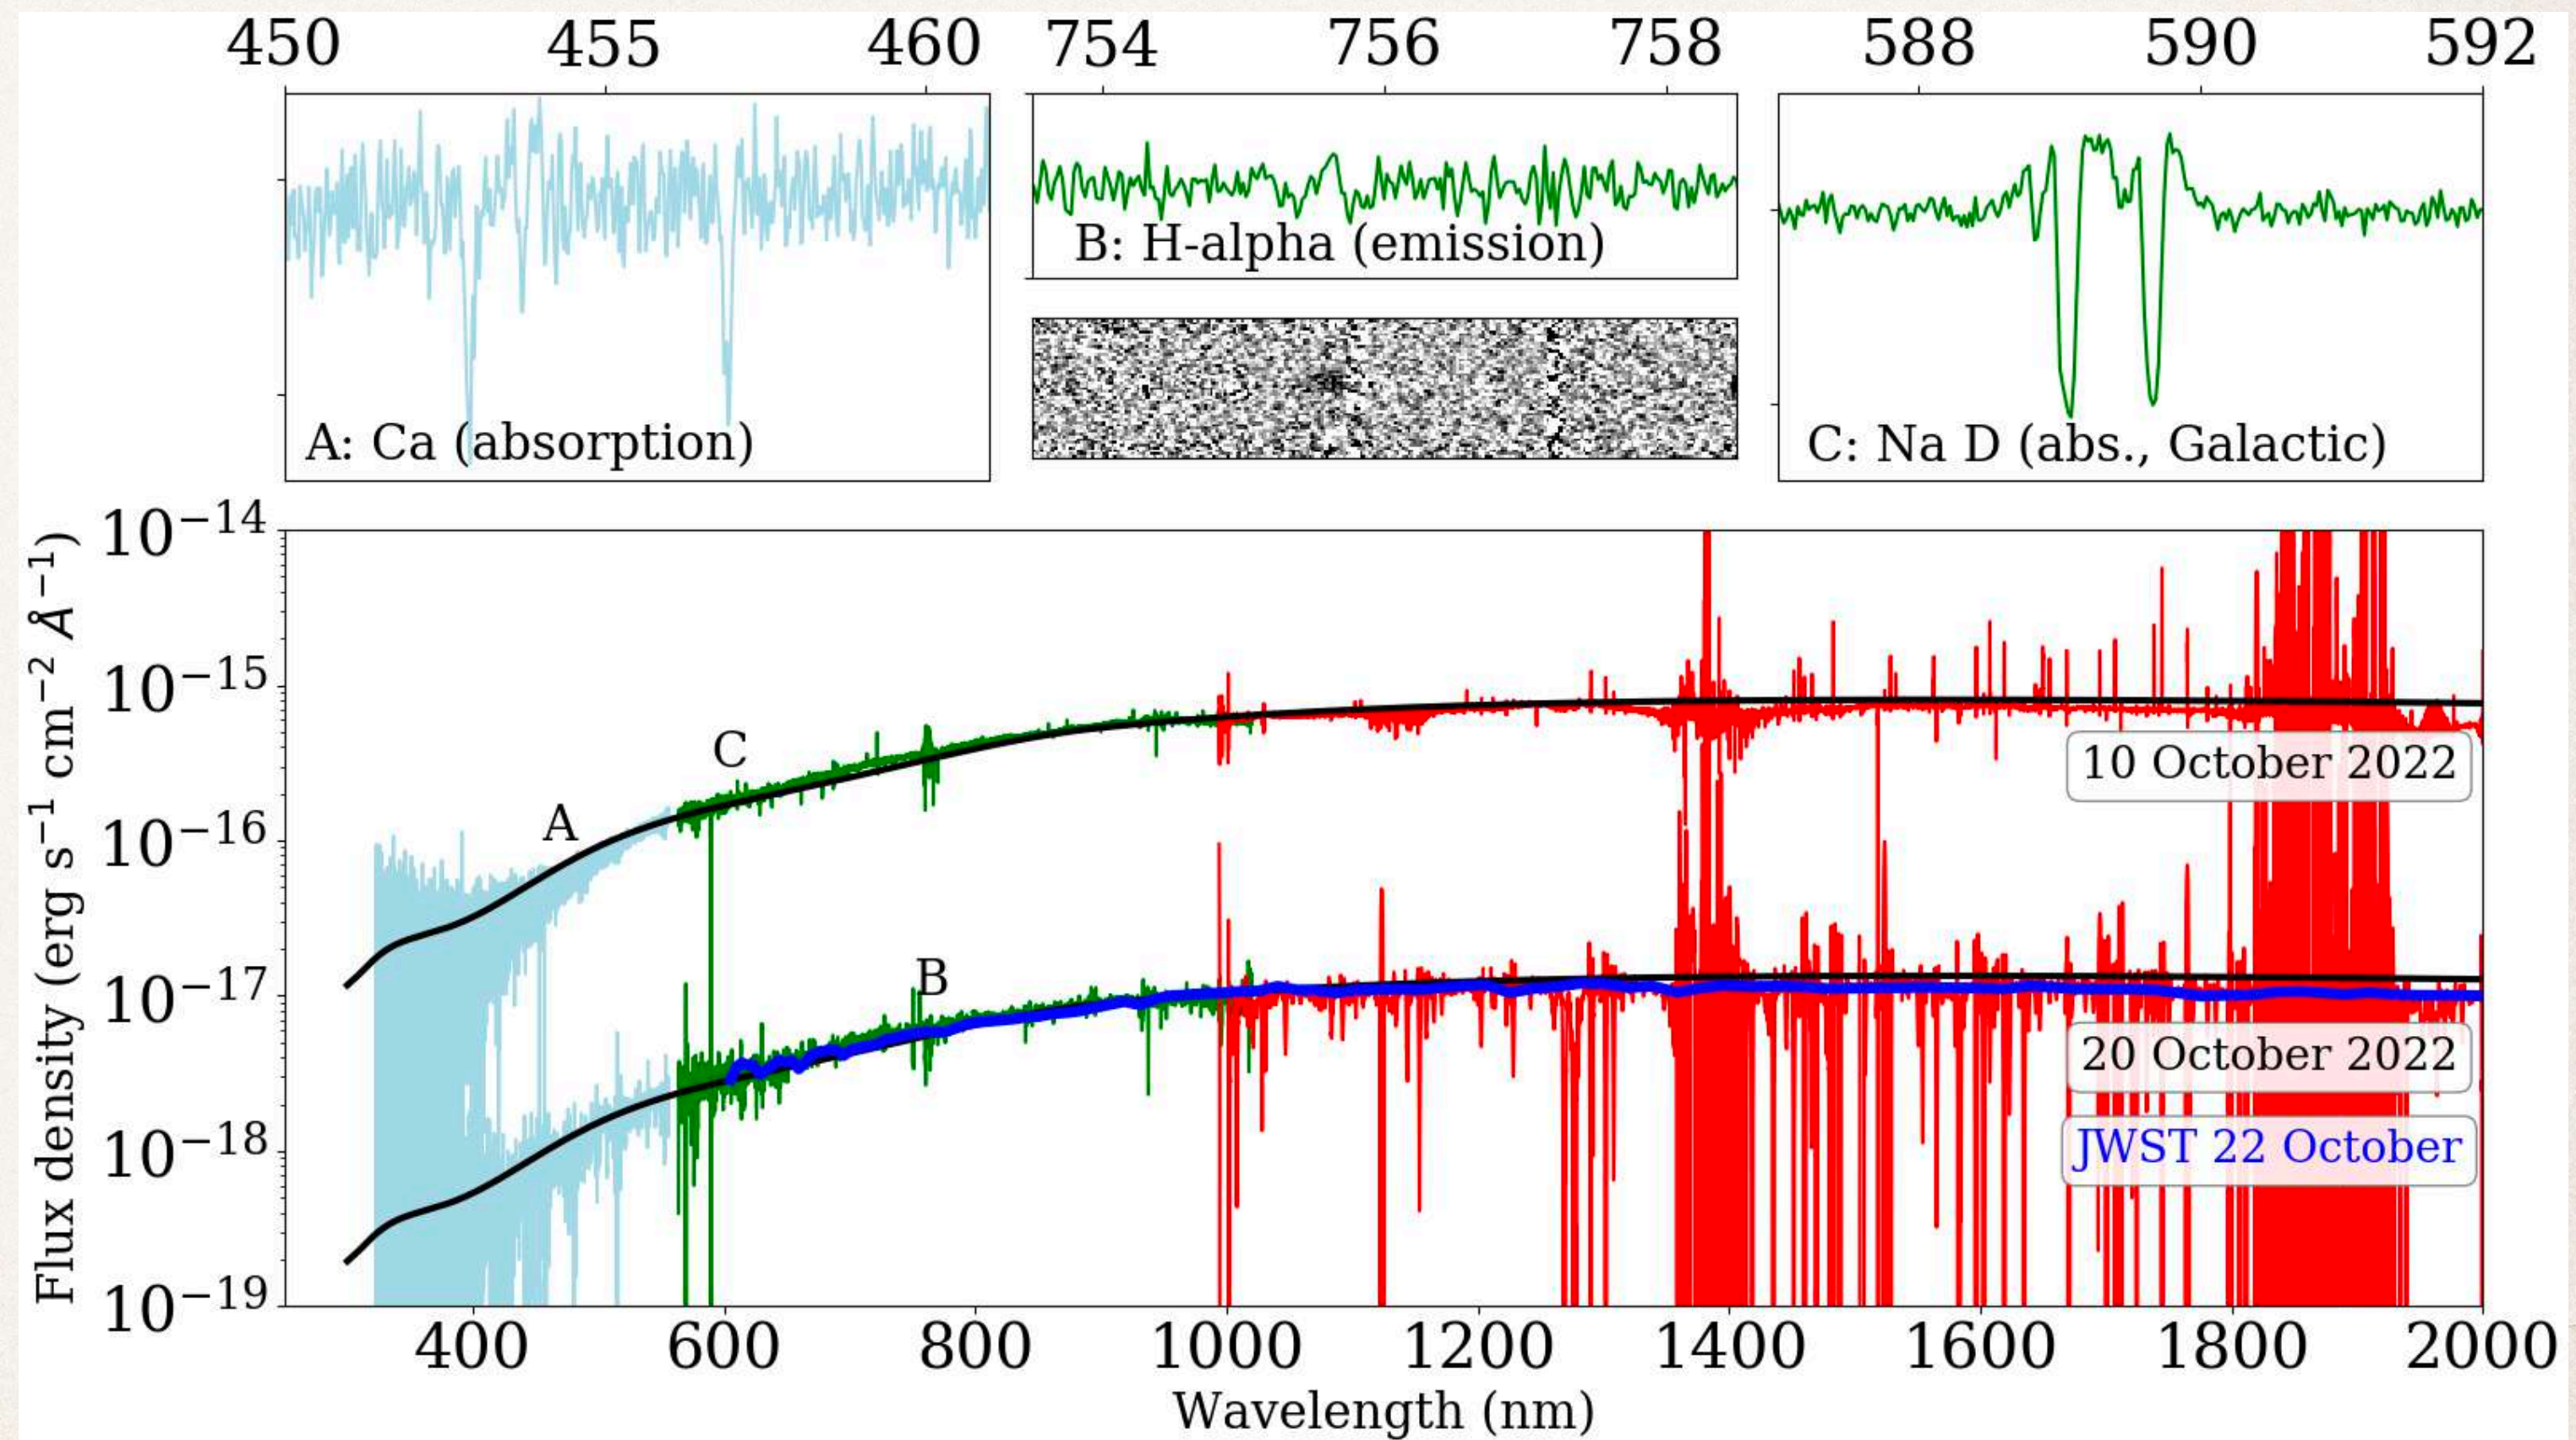 450 455 460 754 756 758 588 590 592
A: Ca (absorption)
B: H-alpha (emission)
C: Na D (abs., Galactic)
Flux density (erg s⁻¹ cm⁻² Å⁻¹)
10⁻¹⁴
10⁻¹⁵
10⁻¹⁶
10⁻¹⁷
10⁻¹⁸
10⁻¹⁹
C
A
B
10 October 2022
20 October 2022
JWST 22 October
400 600 800 1000 1200 1400 1600 1800 2000
Wavelength (nm)